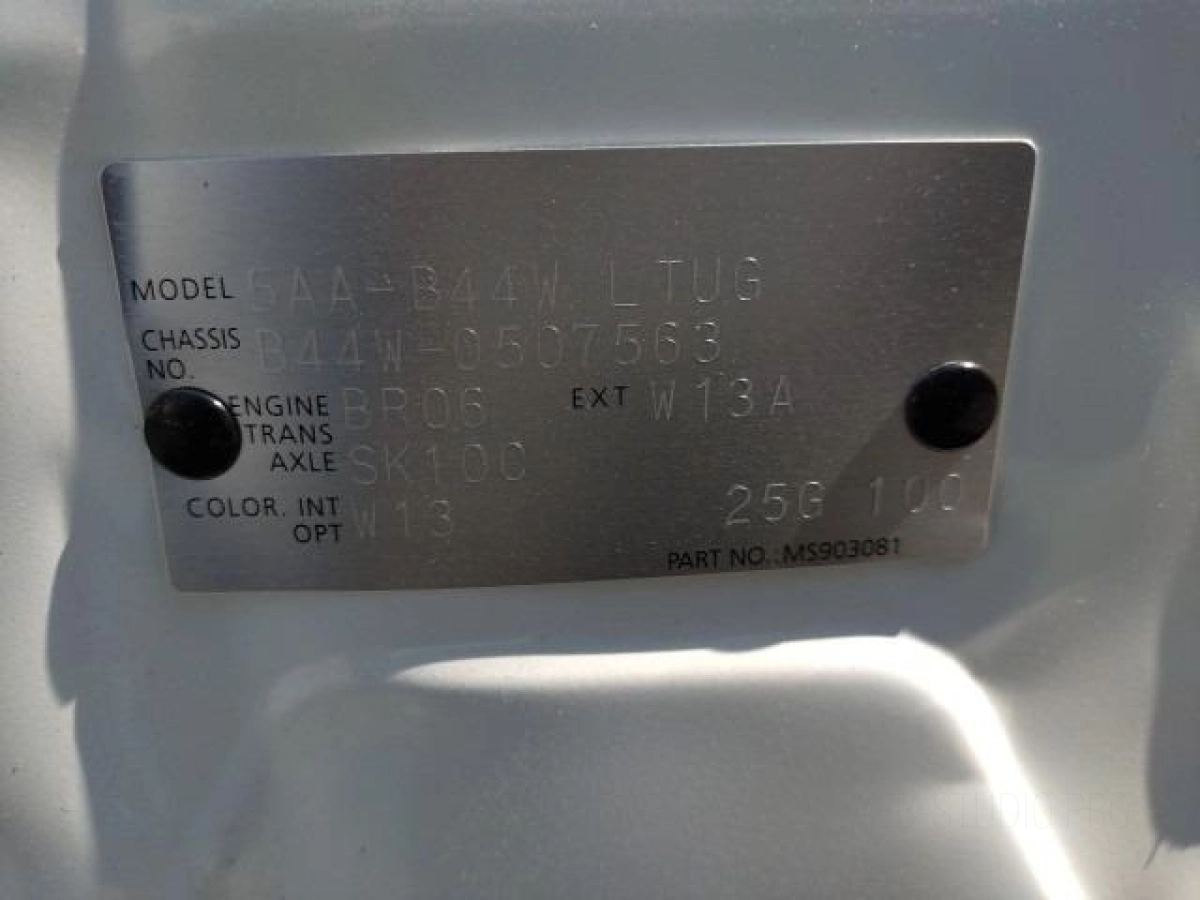 MODEL 5AA-B44W LTUG
CHASSIS NO. B44W-0507563
ENGINE BR06 EXT W13A
TRANS AXLE SK10C
COLOR. INT W13 25G 100
OPT
PART NO.:MS903081